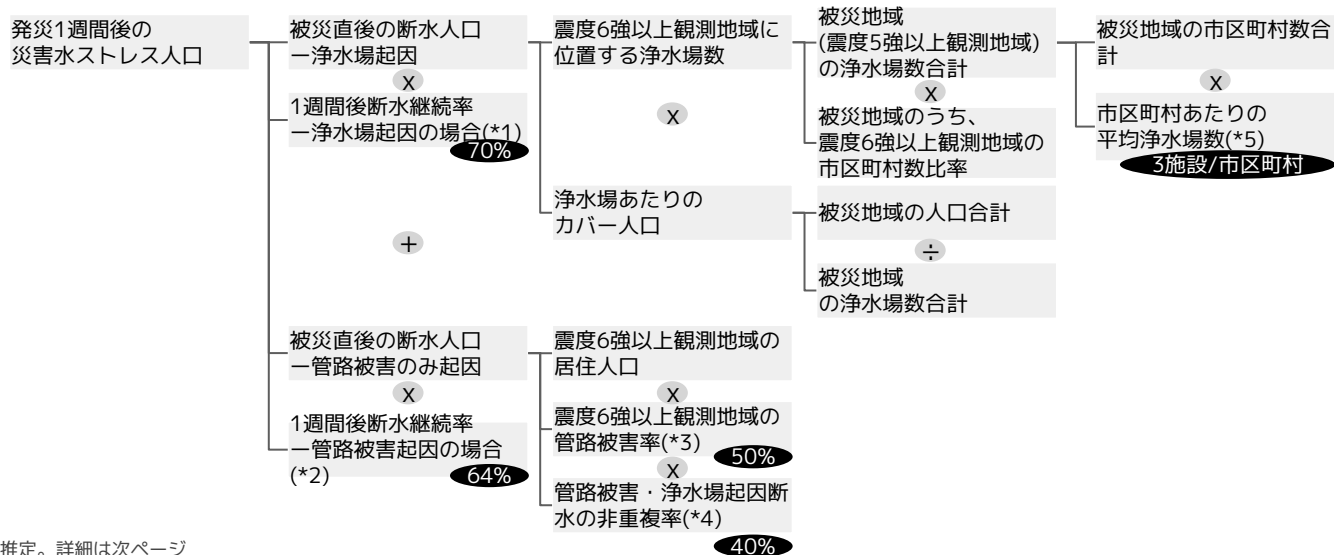 発災1週間後の
災害水ストレス人口
被災直後の断水人口
ー浄水場起因
x
1週間後断水継続率
ー浄水場起因の場合(*1)
70%
+
被災直後の断水人口
ー管路被害のみ起因
x
1週間後断水継続率
ー管路被害起因の場合
(*2)
64%
震度6強以上観測地域に
位置する浄水場数
x
浄水場あたりの
カバー人口
震度6強以上観測地域の
居住人口
x
震度6強以上観測地域の
管路被害率(*3)
50%
x
管路被害・浄水場起因断
水の非重複率(*4)
40%
被災地域
(震度5強以上観測地域)
の浄水場数合計
x
被災地域のうち、
震度6強以上観測地域の
市区町村数比率
被災地域の人口合計
÷
被災地域
の浄水場数合計
被災地域の市区町村数合
計
x
市区町村あたりの
平均浄水場数(*5)
3施設/市区町村
推定。詳細は次ページ